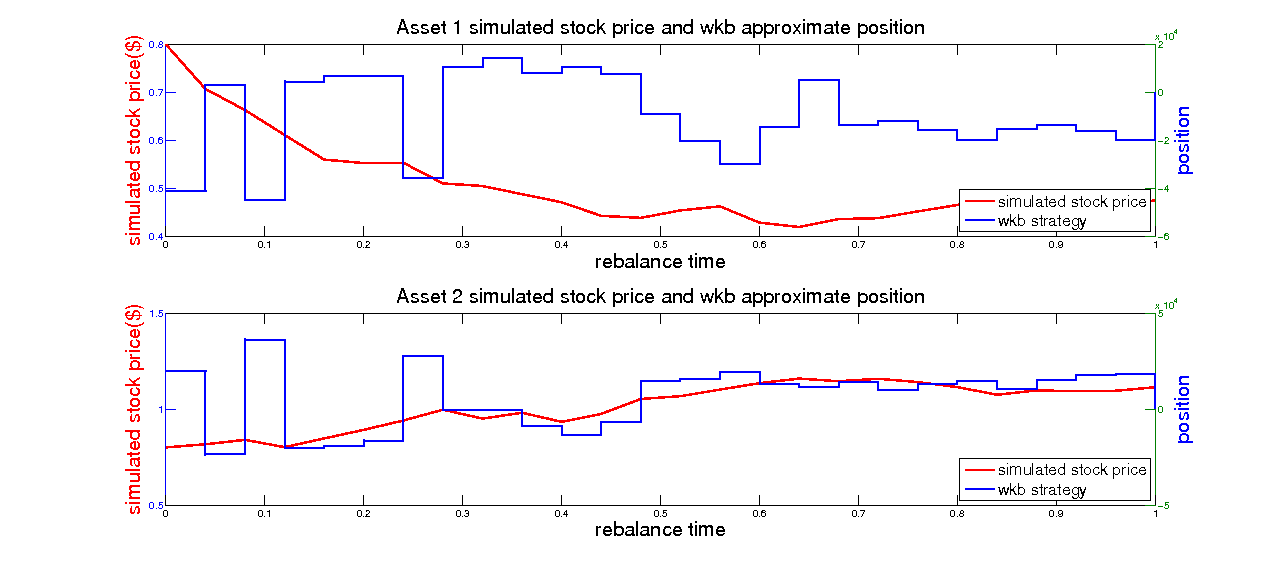 Asset 1 simulated stock price and wkb approximate position
x 10^4
0.8
0.7
0.6
0.5
0.4
simulated stock price($)
2
0
-2
-4
-6
position
simulated stock price
wkb strategy
0 0.1 0.2 0.3 0.4 0.5 0.6 0.7 0.8 0.9 1
rebalance time
Asset 2 simulated stock price and wkb approximate position
x 10^4
1.5
1
0.5
simulated stock price($)
5
0
-5
position
simulated stock price
wkb strategy
0 0.1 0.2 0.3 0.4 0.5 0.6 0.7 0.8 0.9 1
rebalance time